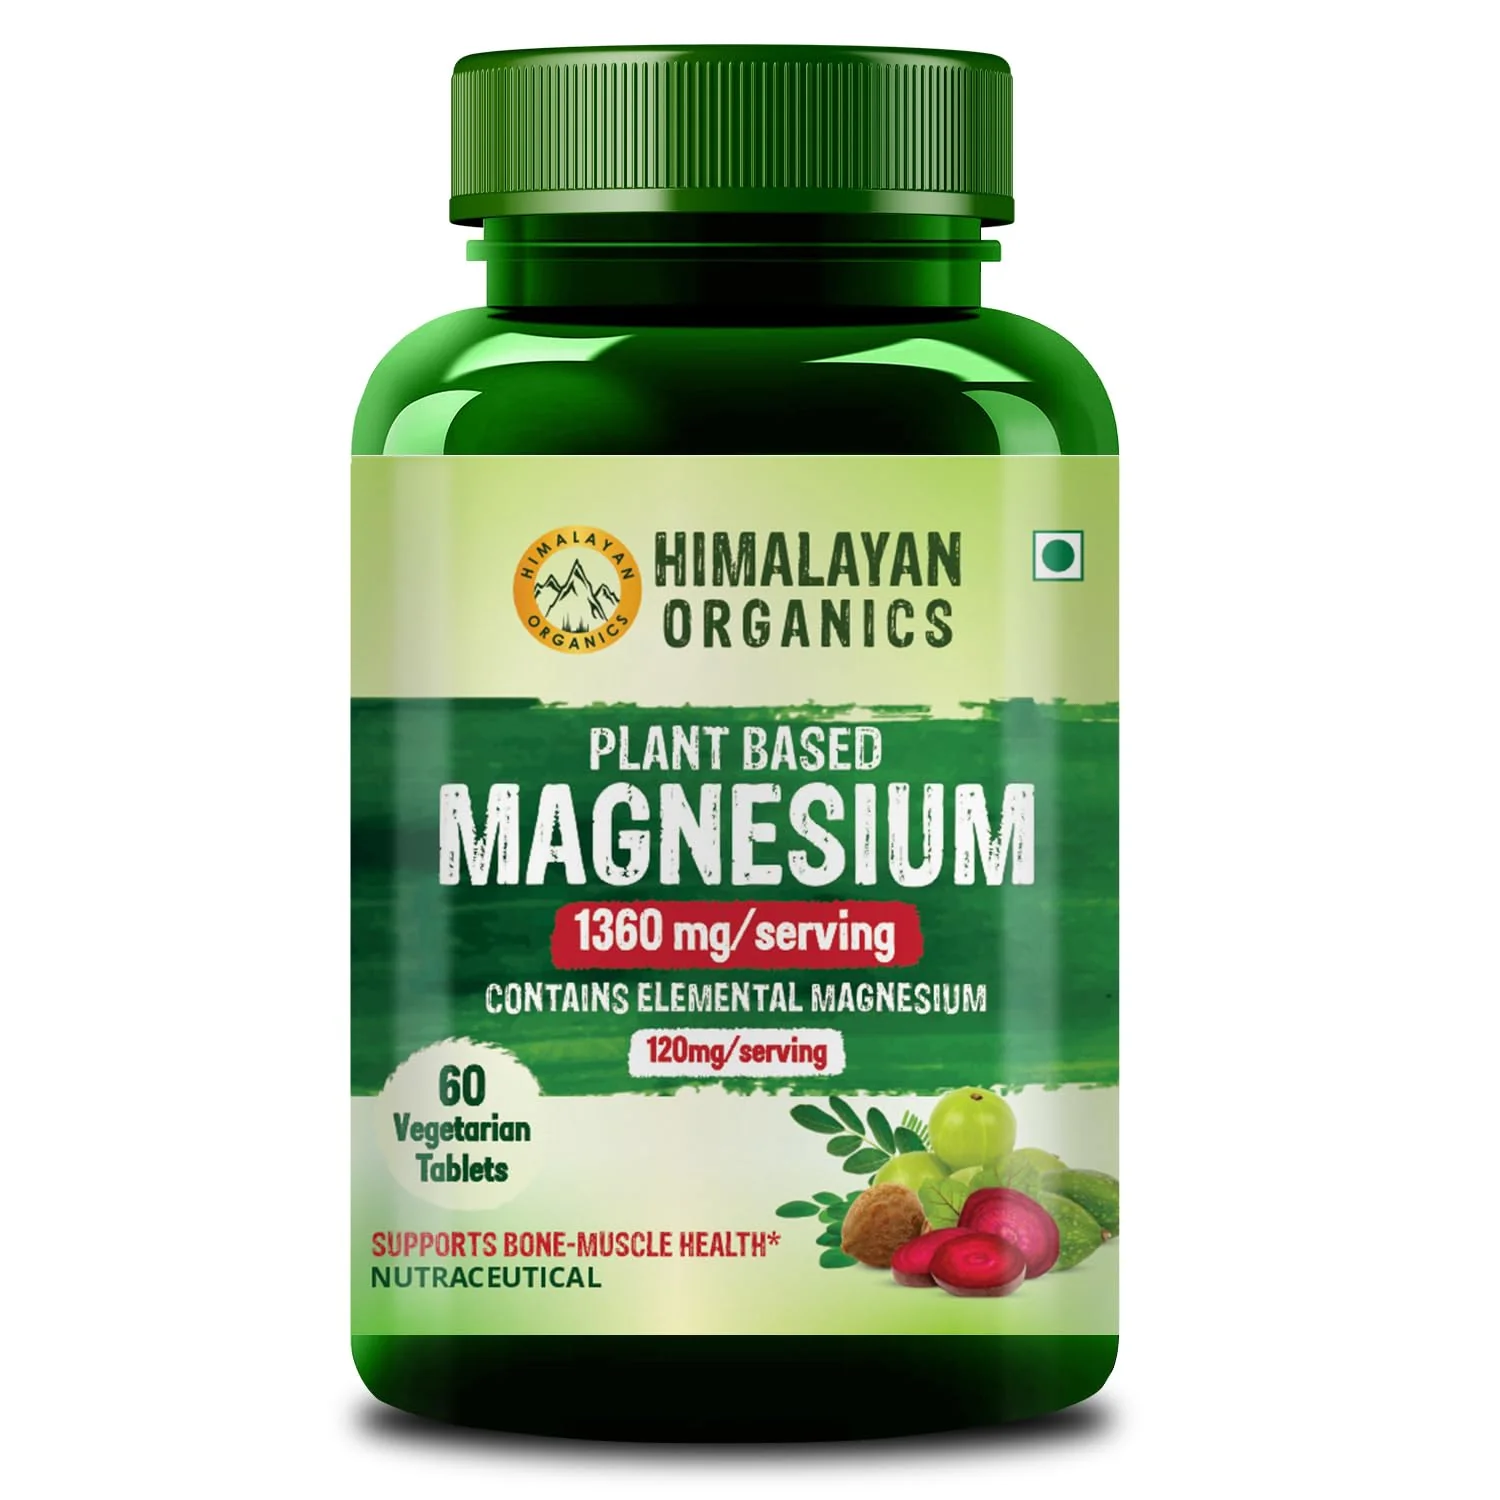 HIMALAYAN
ORGANICS
HIMALAYAN
ORGANICS
PLANT BASED
MAGNESIUM
1360 mg/serving
CONTAINS ELEMENTAL MAGNESIUM
120mg/serving
60
Vegetarian
Tablets
SUPPORTS BONE-MUSCLE HEALTH*
NUTRACEUTICAL